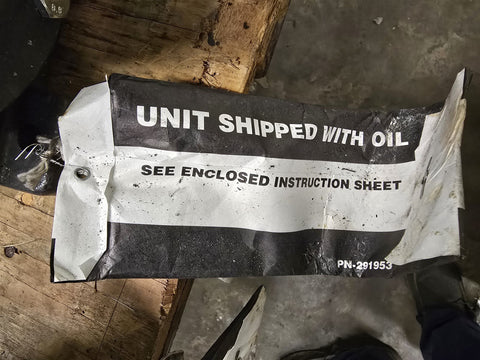 UNIT SHIPPED WITH OIL
SEE ENCLOSED INSTRUCTION SHEET
PN-291953